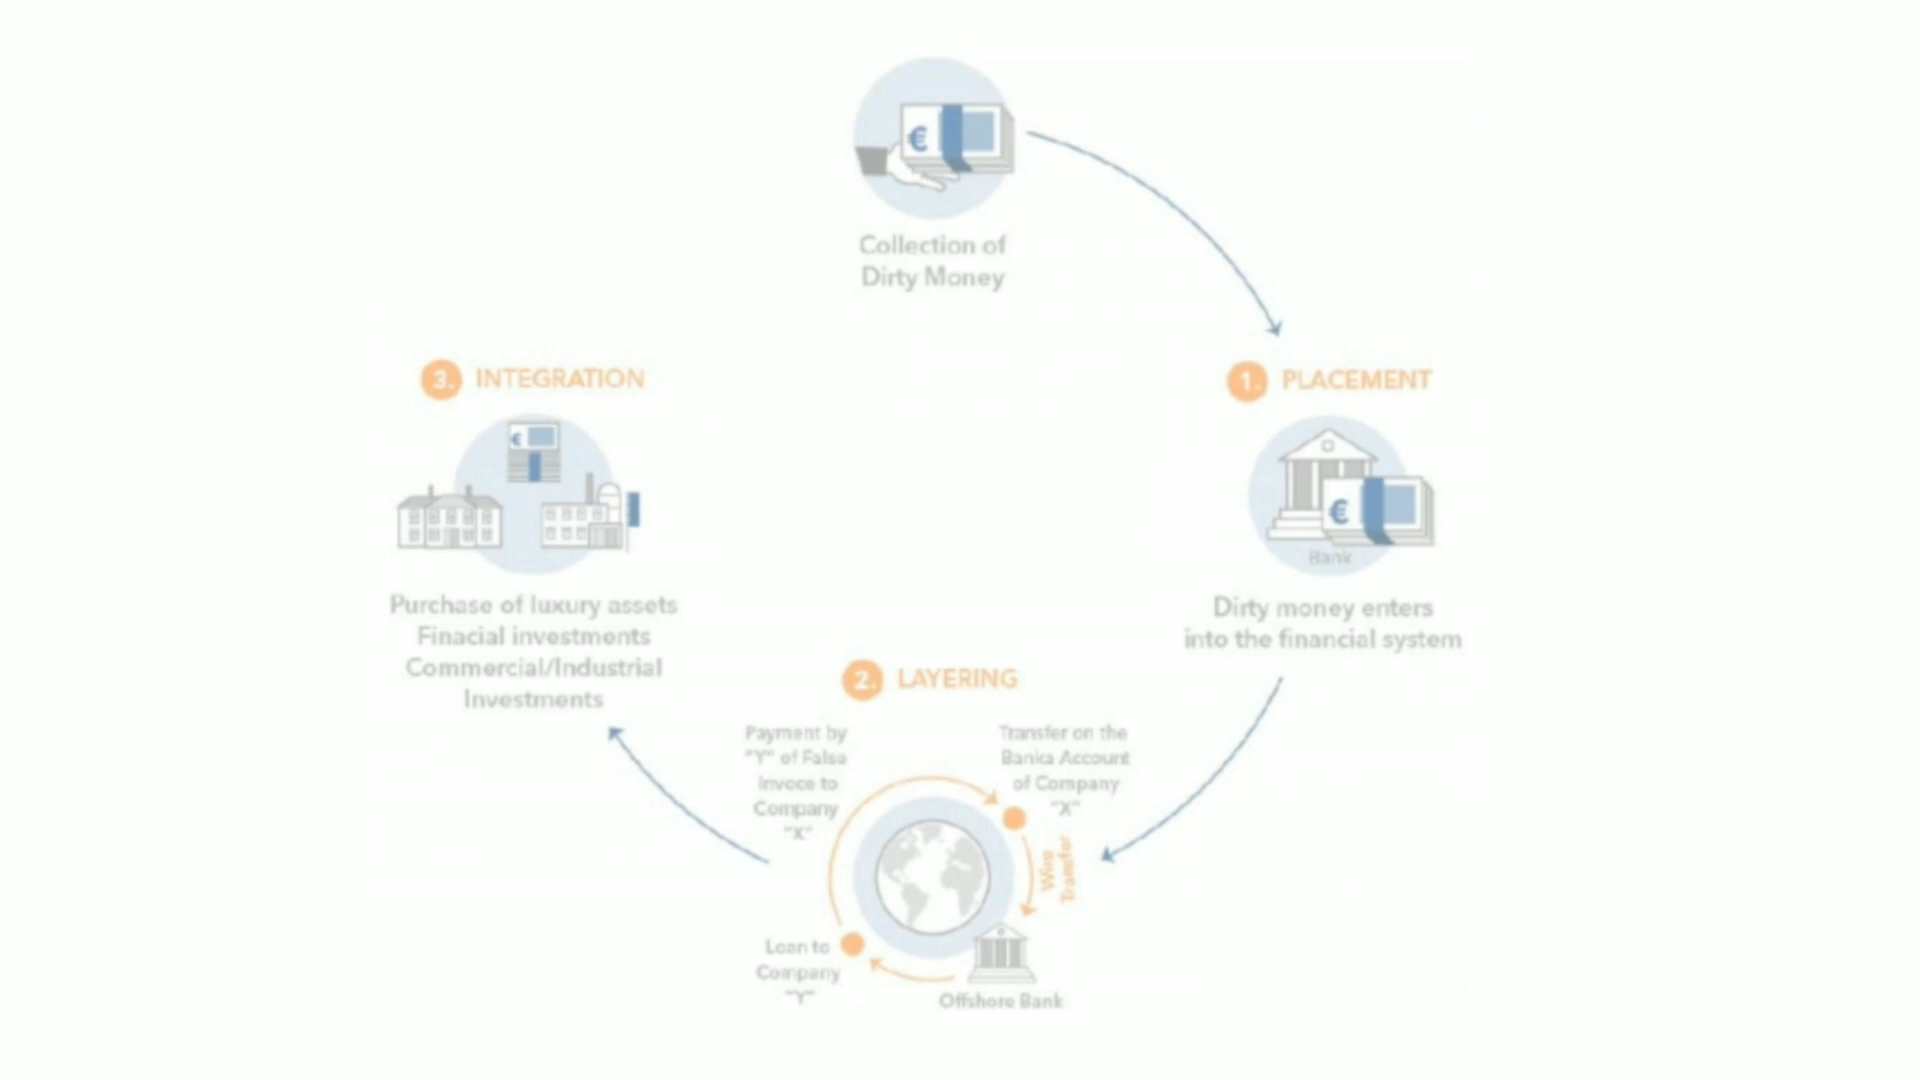 Collection of
Dirty Money
1. PLACEMENT
Bank
Dirty money enters
into the financial system
2. LAYERING
Transfer on the
Banka Account
of Company
"X"
Wire
Transfer
Offshore Bank
Loan to
Company
"Y"
Payment by
"Y" of False
Invoce to
Company
"X"
3. INTEGRATION
Purchase of luxury assets
Finacial investments
Commercial/Industrial
Investments